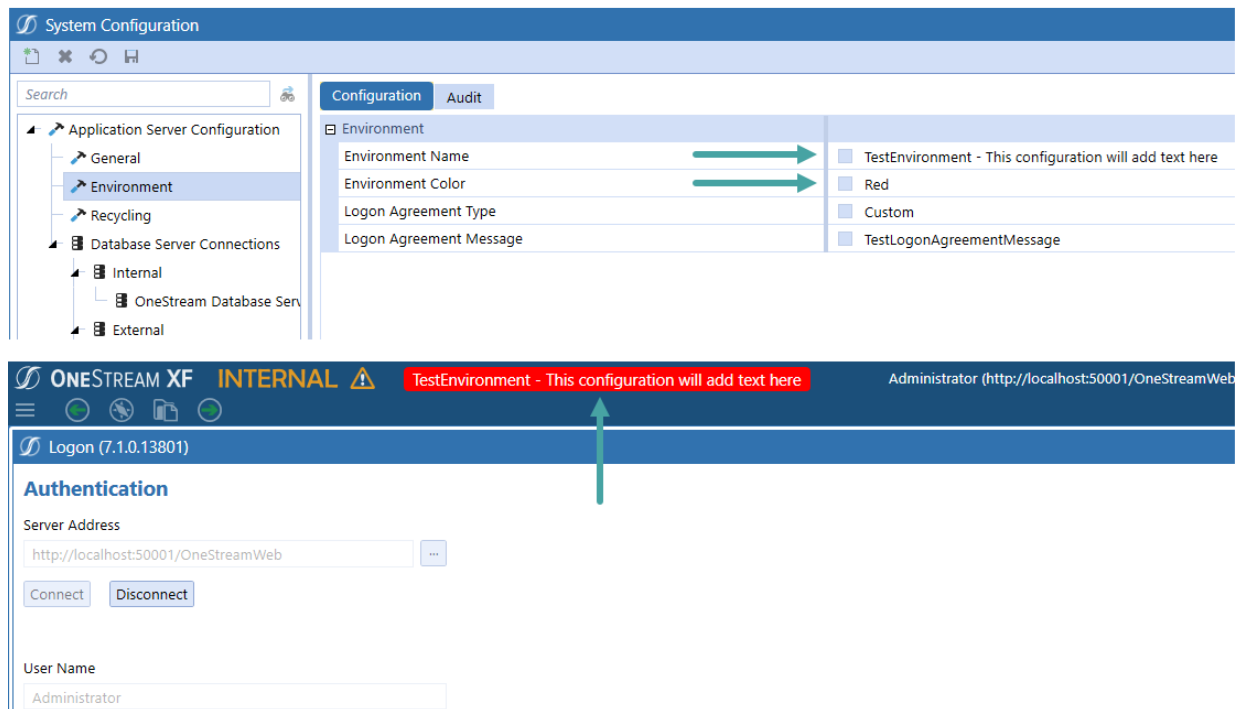 System Configuration
Search
Configuration Audit
Application Server Configuration
Environment
General
Environment Name TestEnvironment - This configuration will add text here
Environment
Environment Color Red
Recycling
Logon Agreement Type Custom
Database Server Connections
Logon Agreement Message TestLogonAgreementMessage
Internal
OneStream Database Serv
External
ONESTREAM XF INTERNAL TestEnvironment - This configuration will add text here Administrator (http://localhost:50001/OneStreamWeb
Logon (7.1.0.13801)
Authentication
Server Address
http://localhost:50001/OneStreamWeb ...
Connect Disconnect
User Name
Administrator